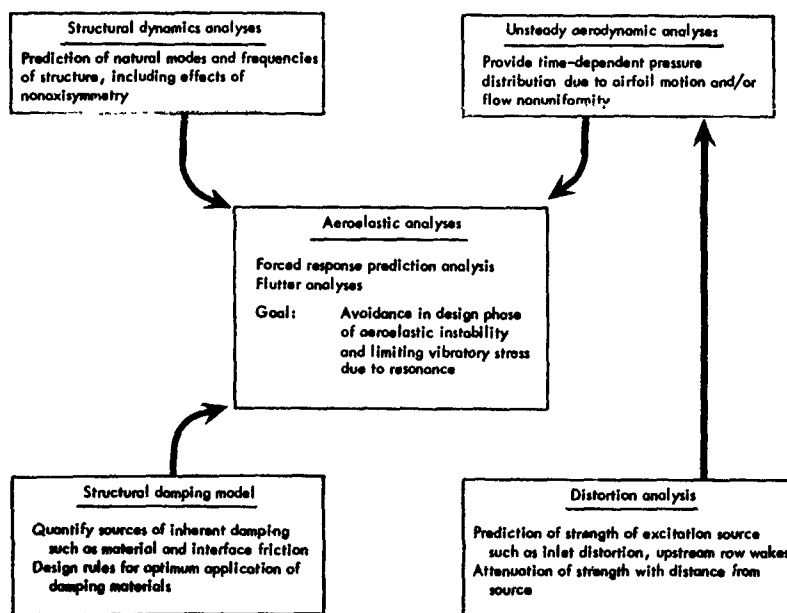 Structural dynamics analyses
Prediction of natural modes and frequencies
of structure, including effects of
nonaxisymmetry
Unsteady aerodynamic analyses
Provide time-dependent pressure
distribution due to airfoil motion and/or
flow nonuniformity
Aeroelastic analyses
Forced response prediction analysis
Flutter analyses
Goal: Avoidance in design phase
of aeroelastic instability
and limiting vibratory stress
due to resonance
Structural damping model
Quantify sources of inherent damping
such as material and interface friction
Design rules for optimum application of
damping materials
Distortion analysis
Prediction of strength of excitation source
such as inlet distortion, upstream row wakes
Attenuation of strength with distance from
source